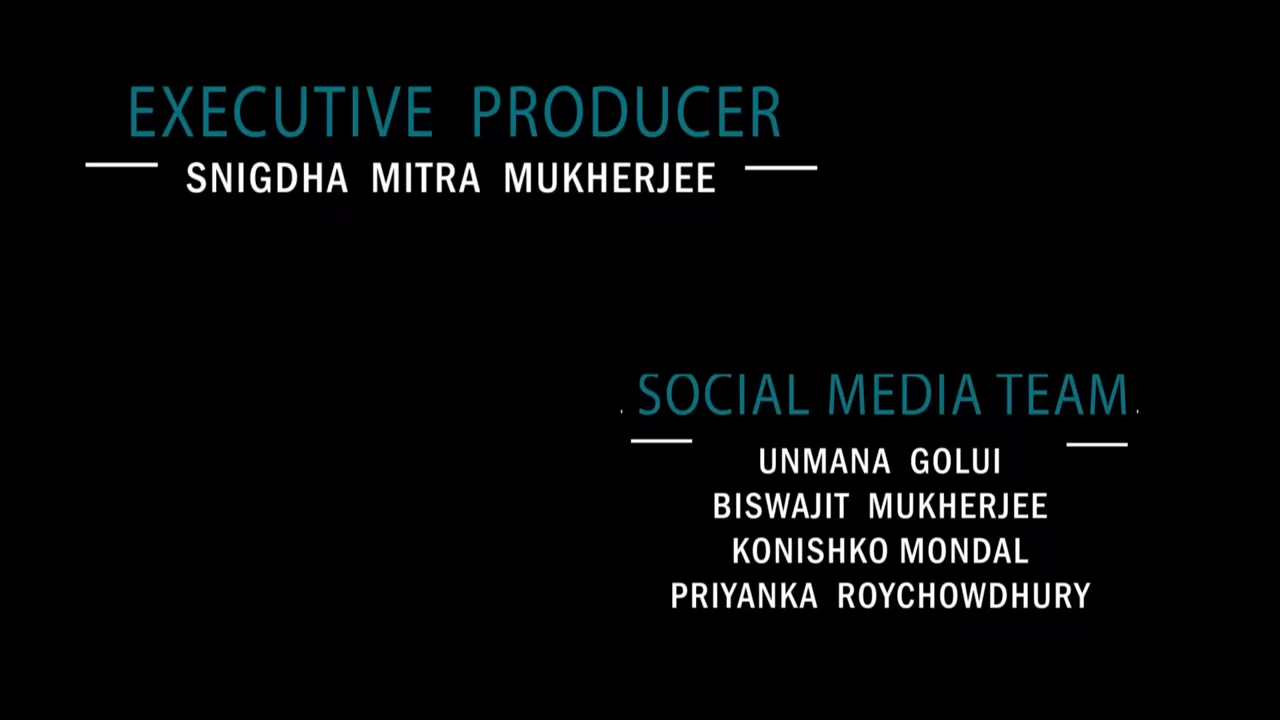 EXECUTIVE PRODUCER
SNIGDHA MITRA MUKHERJEE
SOCIAL MEDIA TEAM
UNMANA GOLUI
BISWAJIT MUKHERJEE
KONISHKO MONDAL
PRIYANKA ROYCHOWDHURY